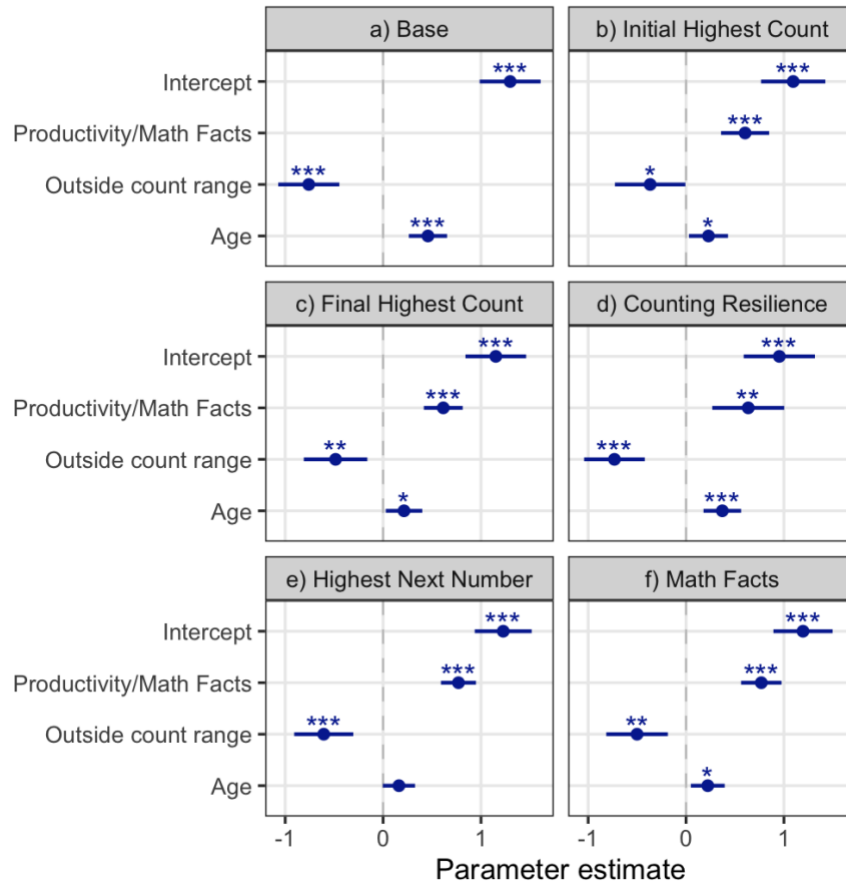 a) Base
b) Initial Highest Count
Intercept *** ***
Productivity/Math Facts ***
Outside count range *** *
Age *** *
c) Final Highest Count
d) Counting Resilience
Intercept *** ***
Productivity/Math Facts *** **
Outside count range ** ***
Age * ***
e) Highest Next Number
f) Math Facts
Intercept *** ***
Productivity/Math Facts *** ***
Outside count range *** **
Age *
-1 0 1 -1 0 1
Parameter estimate